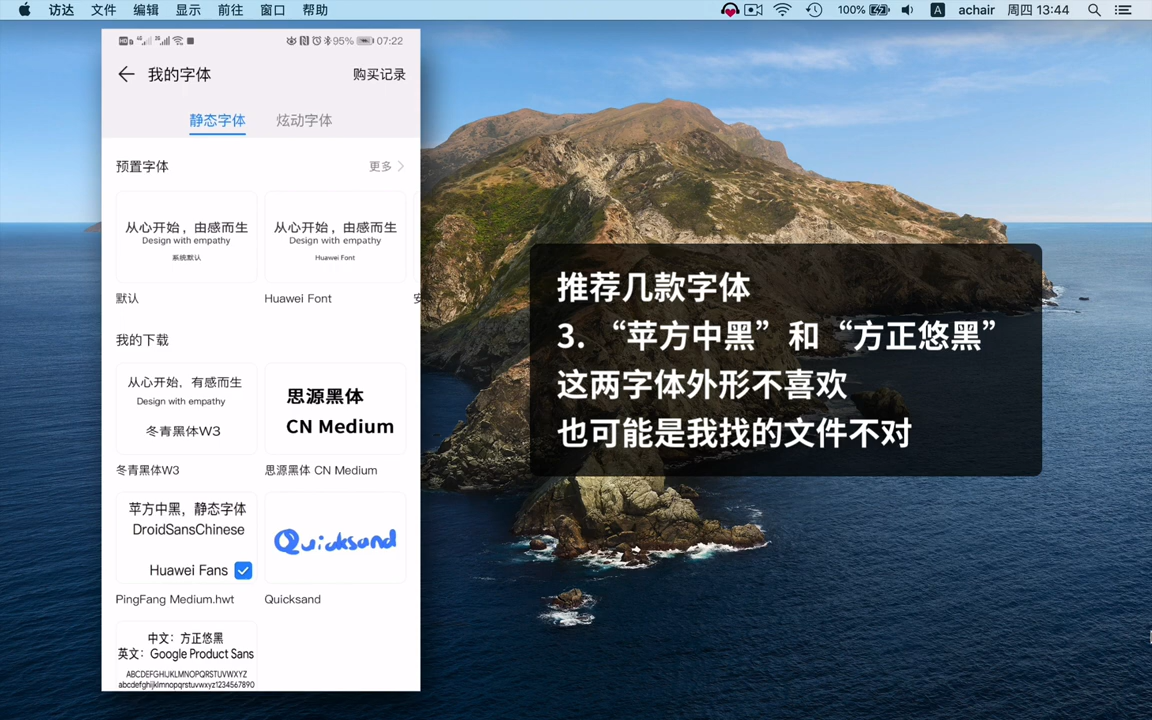 访达 文件 编辑 显示 前往 窗口 帮助 100% A achair 周四 13:44
95% 07:22
我的字体 购买记录
静态字体 炫动字体
预置字体 更多
从心开始，由感而生 从心开始，由感而生
Design with empathy Design with empathy
系统默认 Huawei Font
默认 Huawei Font
我的下载
从心开始，有感而生
Design with empathy
冬青黑体W3
思源黑体
CN Medium
冬青黑体W3 思源黑体 CN Medium
苹方中黑，静态字体
DroidSansChinese
Huawei Fans
Quicksand
PingFang Medium.hwt Quicksand
中文：方正悠黑
英文：Google Product Sans
ABCDEFGHIJKLMNOPQRSTUVWXYZ
abcdefghijklmnopqrstuvwxyz1234567890
推荐几款字体
3. “苹方中黑”和“方正悠黑”
这两字体外形不喜欢
也可能是我找的文件不对